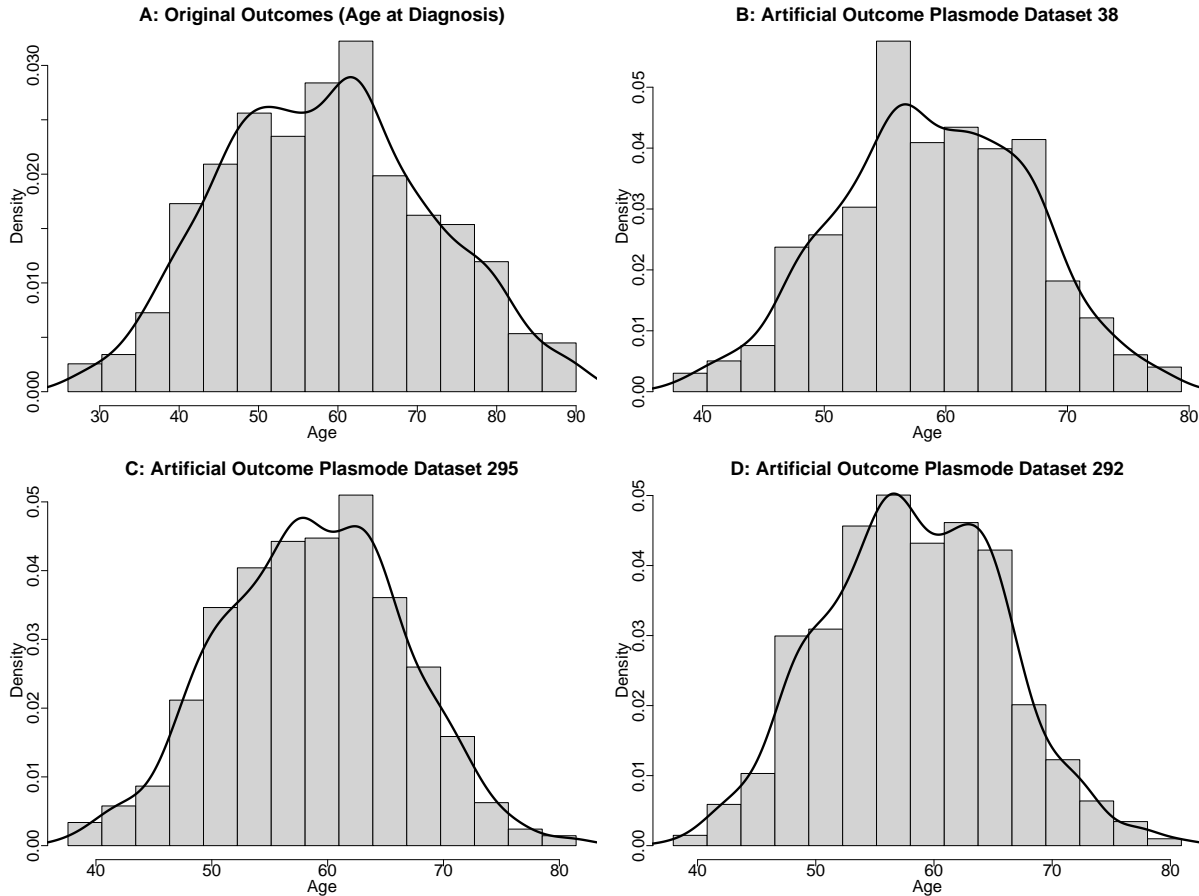 A: Original Outcomes (Age at Diagnosis)
Density
0.000
0.010
0.020
0.030
30 40 50 60 70 80 90
Age
B: Artificial Outcome Plasmode Dataset 38
Density
0.00
0.01
0.02
0.03
0.04
0.05
40 50 60 70 80
Age
C: Artificial Outcome Plasmode Dataset 295
Density
0.00
0.01
0.02
0.03
0.04
0.05
40 50 60 70 80
Age
D: Artificial Outcome Plasmode Dataset 292
Density
0.00
0.01
0.02
0.03
0.04
0.05
40 50 60 70 80
Age